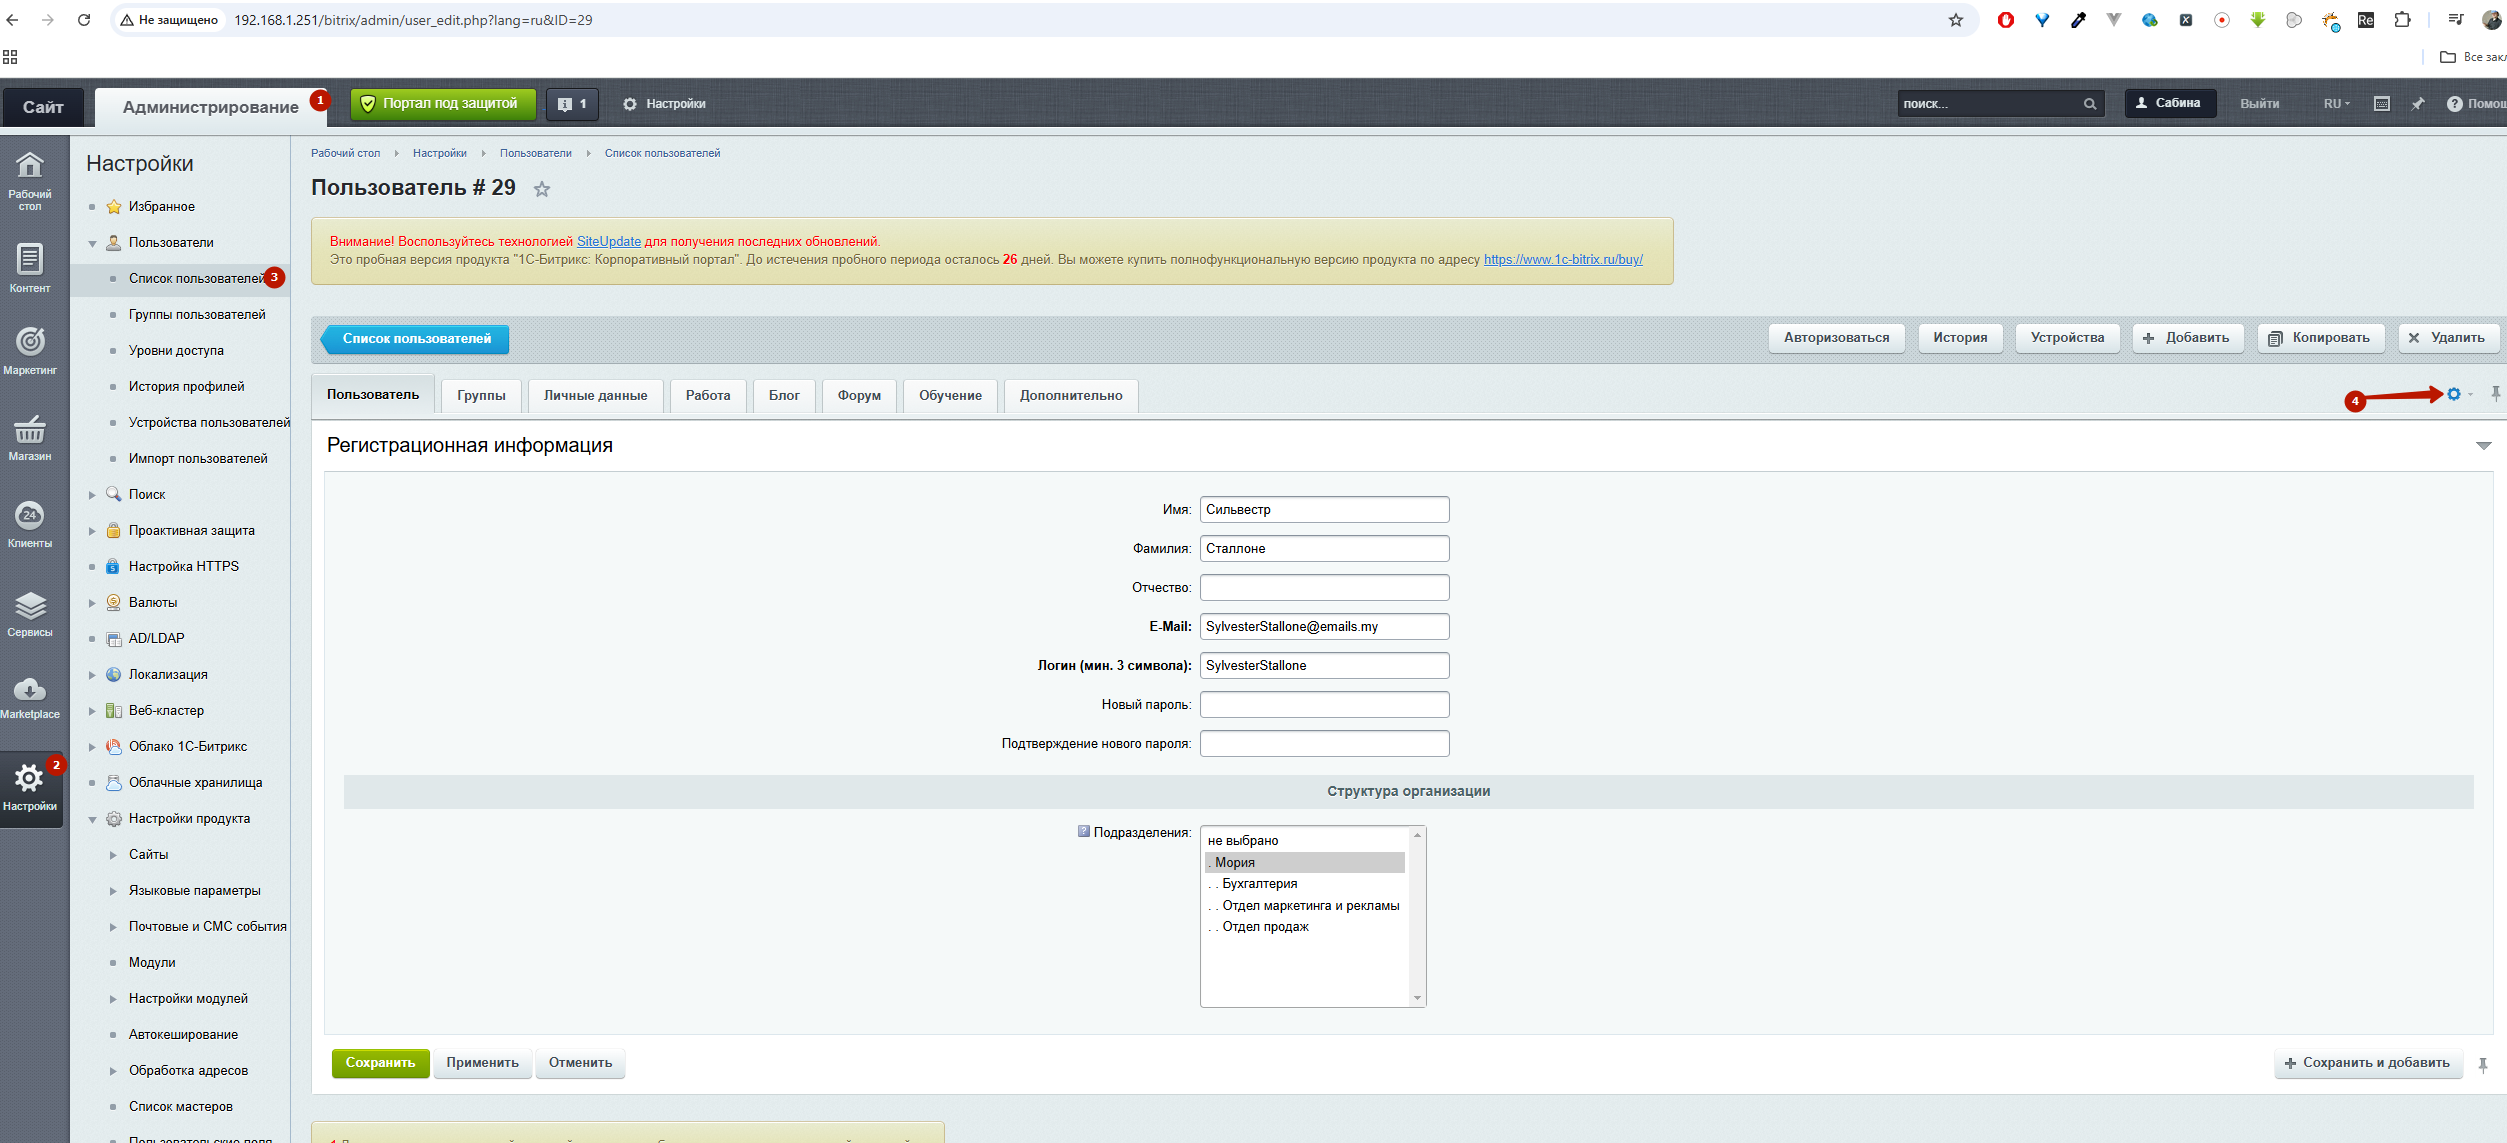 Не защищено 192.168.1.251/bitrix/admin/user_edit.php?lang=ru&ID=29
Re
Все зак
Сайт
Администрирование 1
Портал под защитой
1
Настройки
поиск...
Сабина
Выйти
RU
Помо
Рабочий стол
Контент
Маркетинг
Магазин
24
Клиенты
Сервисы
Marketplace
Настройки 2
Настройки
Избранное
Пользователи
Список пользователей 3
Группы пользователей
Уровни доступа
История профилей
Устройства пользователей
Импорт пользователей
Поиск
Проактивная защита
Настройка HTTPS
Валюты
AD/LDAP
Локализация
Веб-кластер
Облако 1С-Битрикс
Облачные хранилища
Настройки продукта
Сайты
Языковые параметры
Почтовые и СМС события
Модули
Настройки модулей
Автокеширование
Обработка адресов
Список мастеров
Пользовательские поля
Рабочий стол Настройки Пользователи Список пользователей
Пользователь # 29
Внимание! Воспользуйтесь технологией SiteUpdate для получения последних обновлений.
Это пробная версия продукта "1С-Битрикс: Корпоративный портал". До истечения пробного периода осталось 26 дней. Вы можете купить полнофункциональную версию продукта по адресу https://www.1c-bitrix.ru/buy/
Список пользователей
Авторизоваться История Устройства Добавить Копировать Удалить
Пользователь Группы Личные данные Работа Блог Форум Обучение Дополнительно
4
Регистрационная информация
Имя: Сильвестр
Фамилия: Сталлоне
Отчество:
E-Mail: SylvesterStallone@emails.my
Логин (мин. 3 символа): SylvesterStallone
Новый пароль:
Подтверждение нового пароля:
Структура организации
Подразделения:
не выбрано
. Мория
. . Бухгалтерия
. . Отдел маркетинга и рекламы
. . Отдел продаж
Сохранить Применить Отменить
Сохранить и добавить